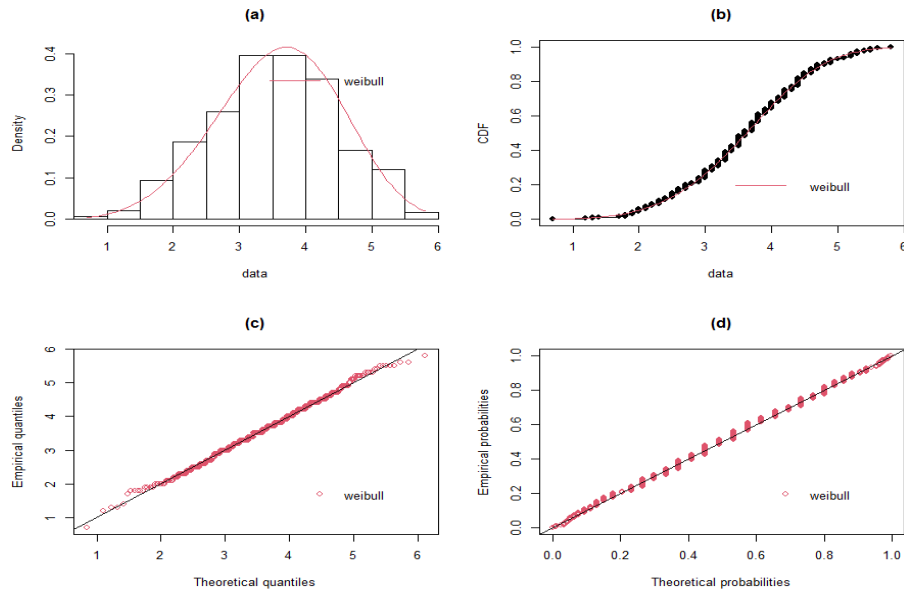 (a)
Density
0.0 0.1 0.2 0.3 0.4
weibull
1 2 3 4 5 6
data
(b)
CDF
0.0 0.2 0.4 0.6 0.8 1.0
weibull
1 2 3 4 5 6
data
(c)
Empirical quantiles
1 2 3 4 5 6
weibull
1 2 3 4 5 6
Theoretical quantiles
(d)
Empirical probabilities
0.0 0.2 0.4 0.6 0.8 1.0
weibull
0.0 0.2 0.4 0.6 0.8 1.0
Theoretical probabilities